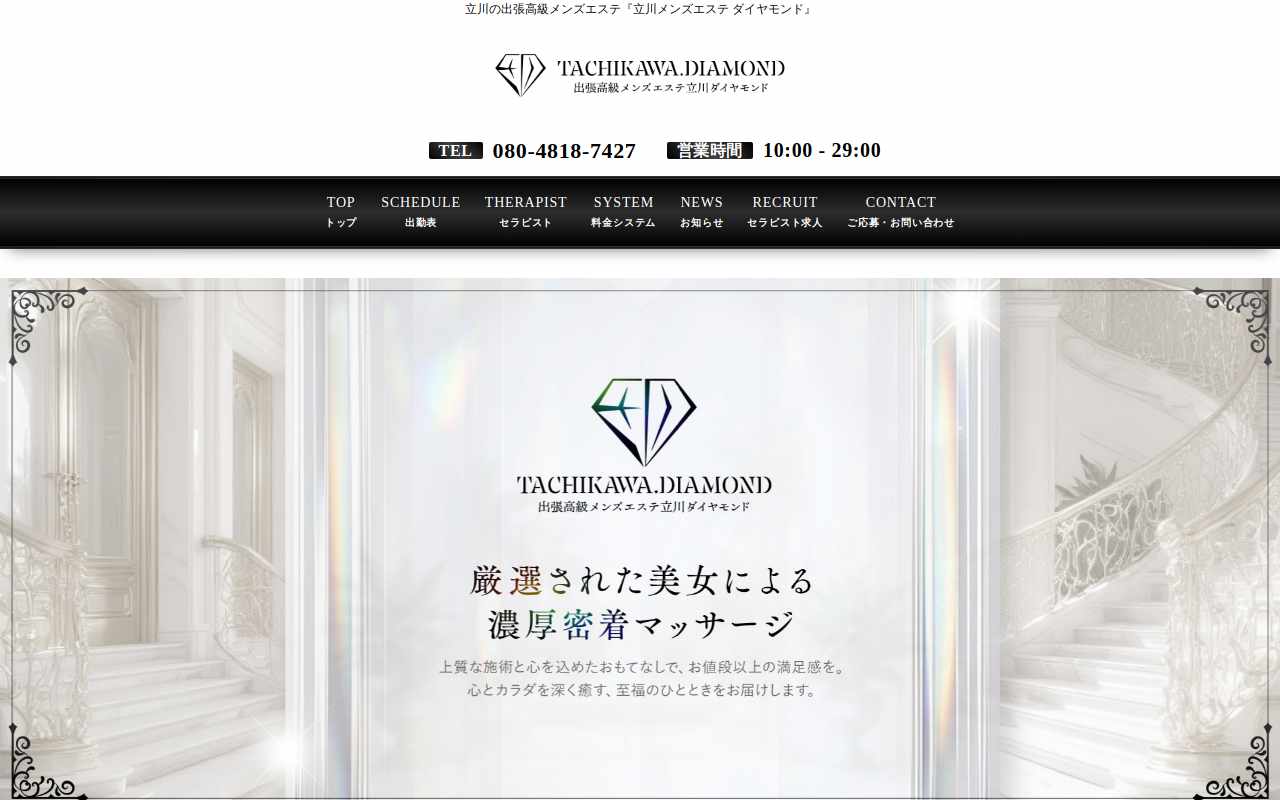 立川の出張高級メンズエステ『立川メンズエステ ダイヤモンド』
TACHIKAWA.DIAMOND
出張高級メンズエステ立川ダイヤモンド
TEL 080-4818-7427 営業時間 10:00 - 29:00
TOP SCHEDULE THERAPIST SYSTEM NEWS RECRUIT CONTACT
トップ 出勤表 セラピスト 料金システム お知らせ セラピスト求人 ご応募・お問い合わせ
TACHIKAWA.DIAMOND
出張高級メンズエステ立川ダイヤモンド
厳選された美女による
濃厚密着マッサージ
上質な施術と心を込めたおもてなしで、お値段以上の満足感を。
心とカラダを深く癒す、至福のひとときをお届けします。